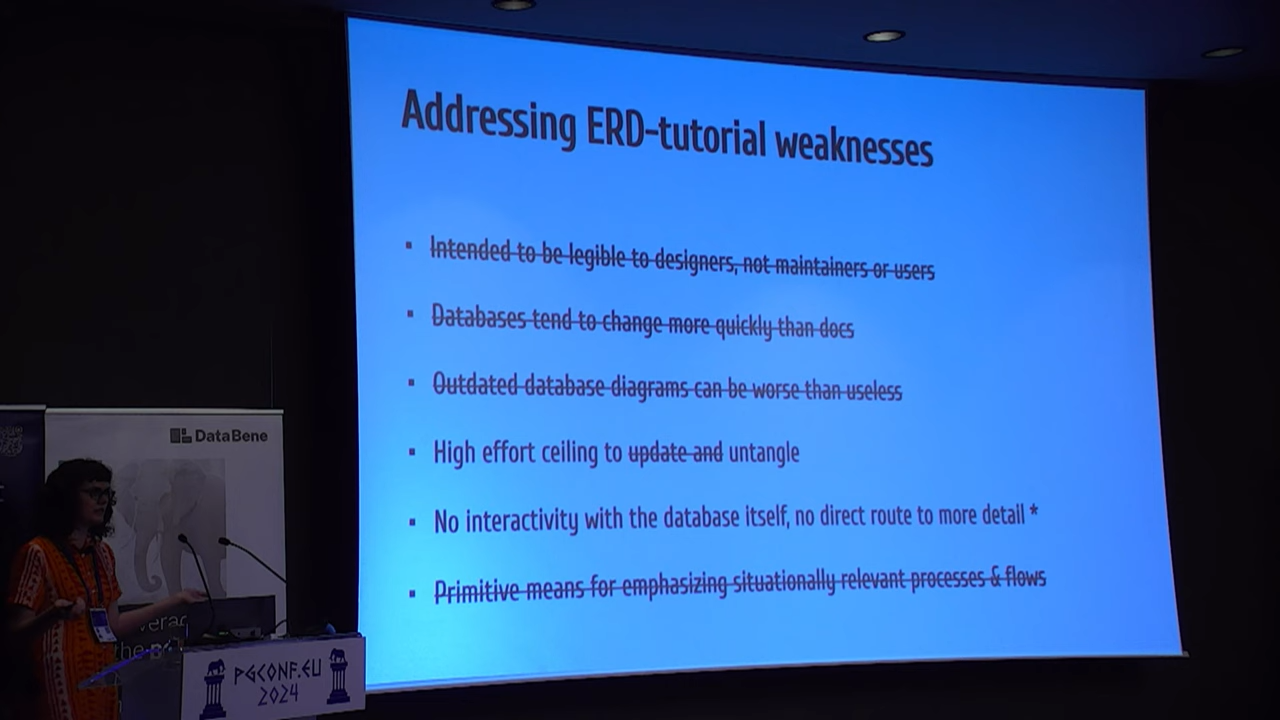 Addressing ERD-tutorial weaknesses
▪ Intended to be legible to designers, not maintainers or users
▪ Databases tend to change more quickly than docs
▪ Outdated database diagrams can be worse than useless
▪ High effort ceiling to update and untangle
▪ No interactivity with the database itself, no direct route to more detail *
▪ Primitive means for emphasizing situationally relevant processes & flows
DataBene
PGCONF.EU
2024